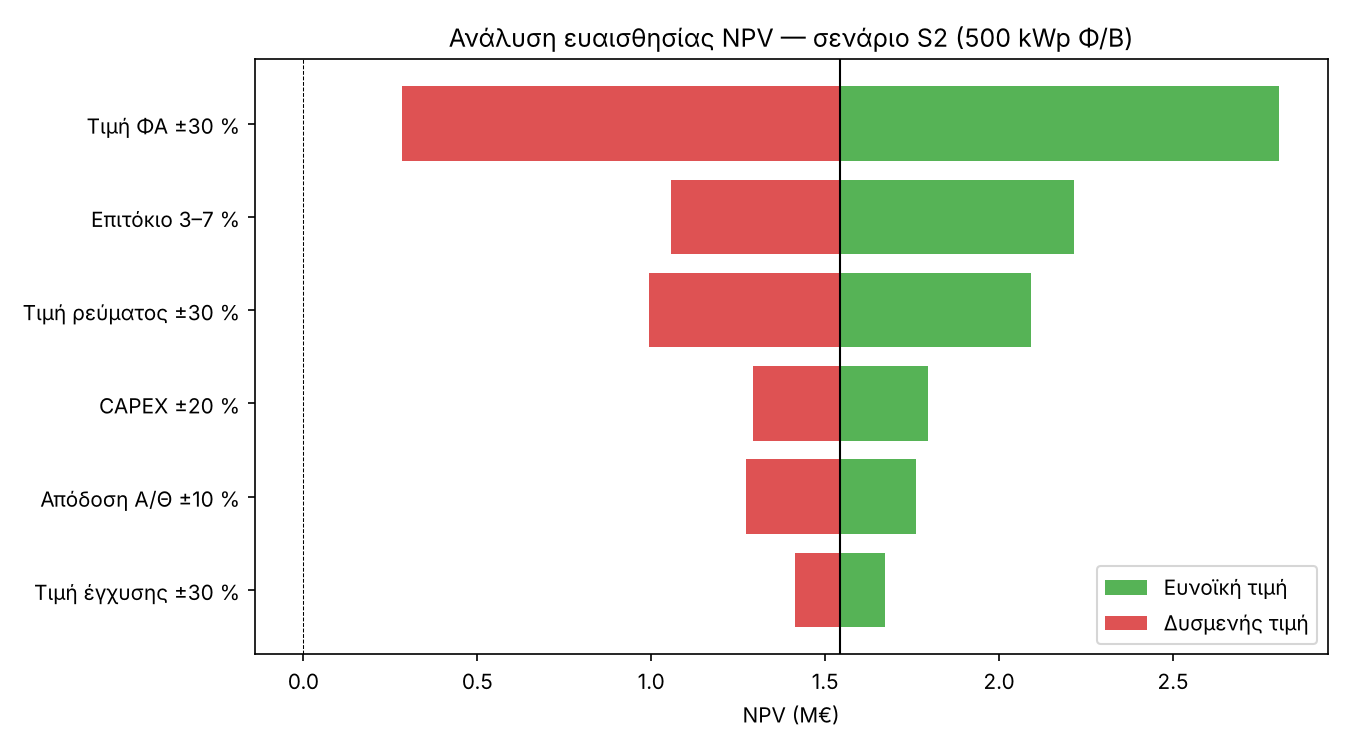 Ανάλυση ευαισθησίας NPV — σενάριο S2 (500 kWp Φ/Β)
Τιμή ΦΑ ±30 %
Επιτόκιο 3–7 %
Τιμή ρεύματος ±30 %
CAPEX ±20 %
Απόδοση Α/Θ ±10 %
Τιμή έγχυσης ±30 %
Ευνοϊκή τιμή
Δυσμενής τιμή
0.0 0.5 1.0 1.5 2.0 2.5
NPV (M€)